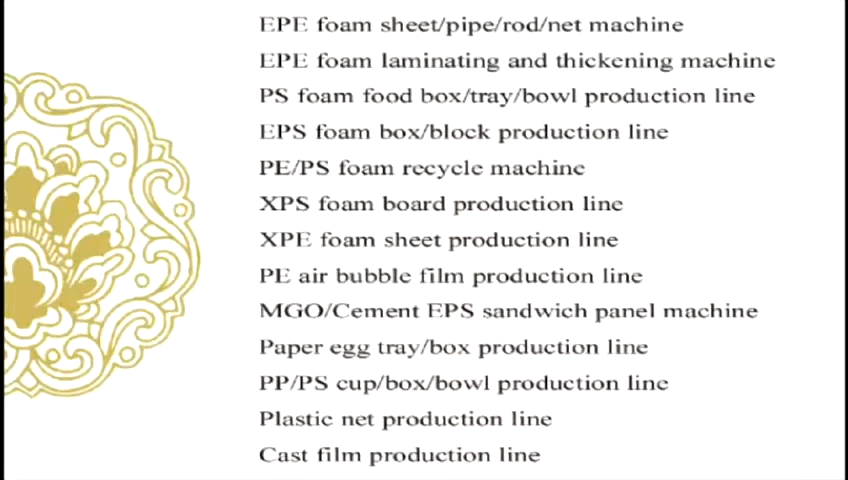 EPE foam sheet/pipe/rod/net machine
EPE foam laminating and thickening machine
PS foam food box/tray/bowl production line
EPS foam box/block production line
PE/PS foam recycle machine
XPS foam board production line
XPE foam sheet production line
PE air bubble film production line
MGO/Cement EPS sandwich panel machine
Paper egg tray/box production line
PP/PS cup/box/bowl production line
Plastic net production line
Cast film production line